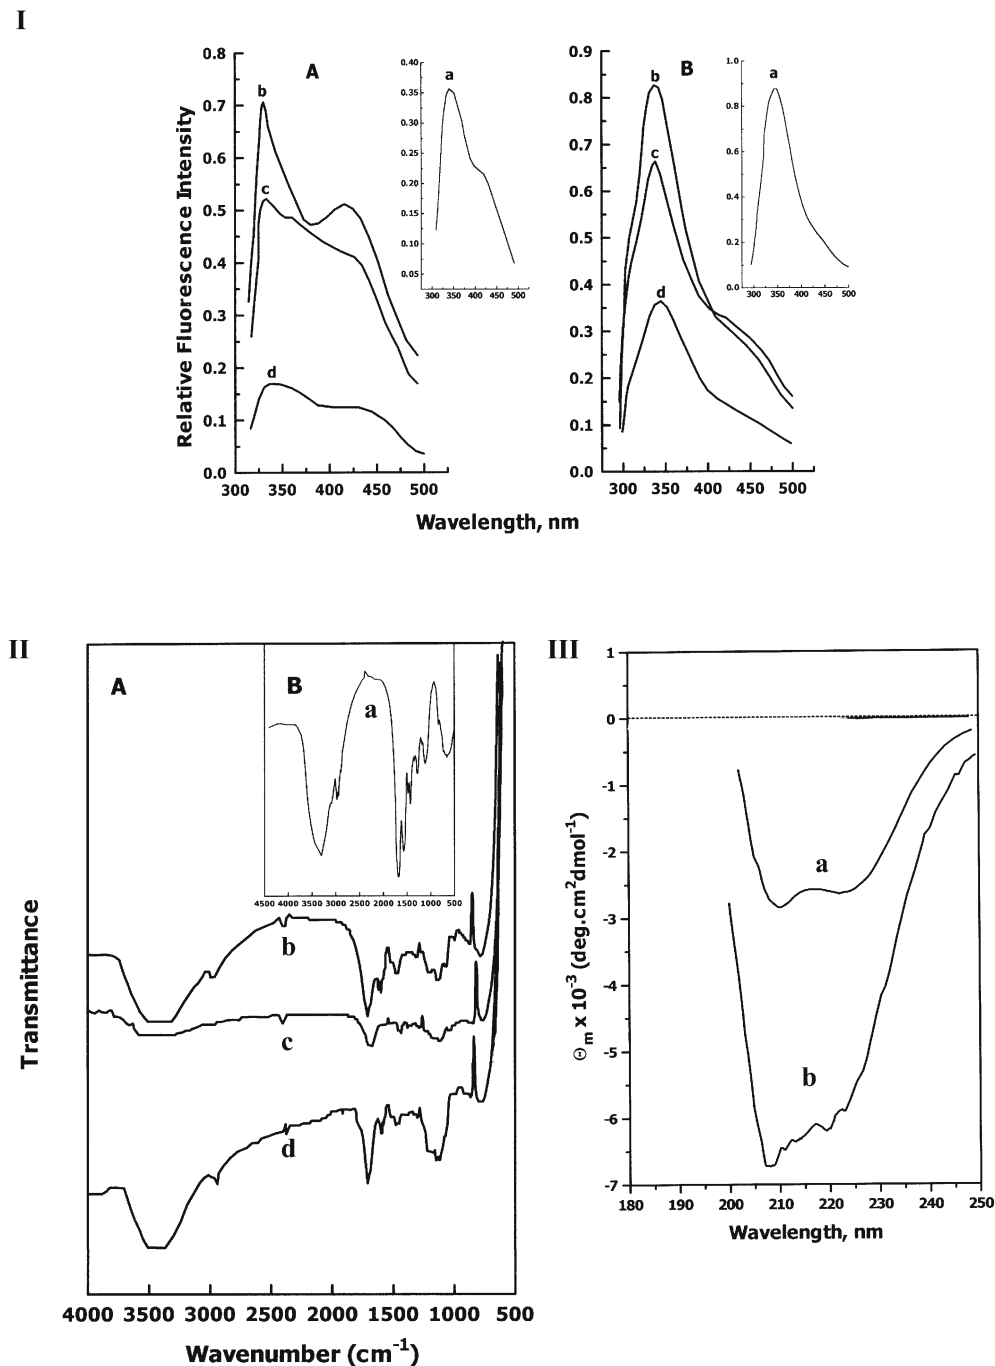 I
A
0.8
0.7
0.6
0.5
0.4
0.3
0.2
0.1
0.0
300 350 400 450 500
b
c
d
a
0.40
0.35
0.30
0.25
0.20
0.15
0.10
0.05
300 350 400 450 500
Relative Fluorescence Intensity
B
0.9
0.8
0.7
0.6
0.5
0.4
0.3
0.2
0.1
0.0
300 350 400 450 500
b
c
d
a
1.0
0.8
0.6
0.4
0.2
0.0
300 350 400 450 500
Wavelength, nm
II
A
B
a
4500 4000 3500 3000 2500 2000 1500 1000 500
b
c
d
Transmittance
4000 3500 3000 2500 2000 1500 1000 500
Wavenumber (cm⁻¹)
III
1
0
-1
-2
-3
-4
-5
-6
-7
a
b
Θm x 10⁻³ (deg.cm²dmol⁻¹)
180 190 200 210 220 230 240 250
Wavelength, nm